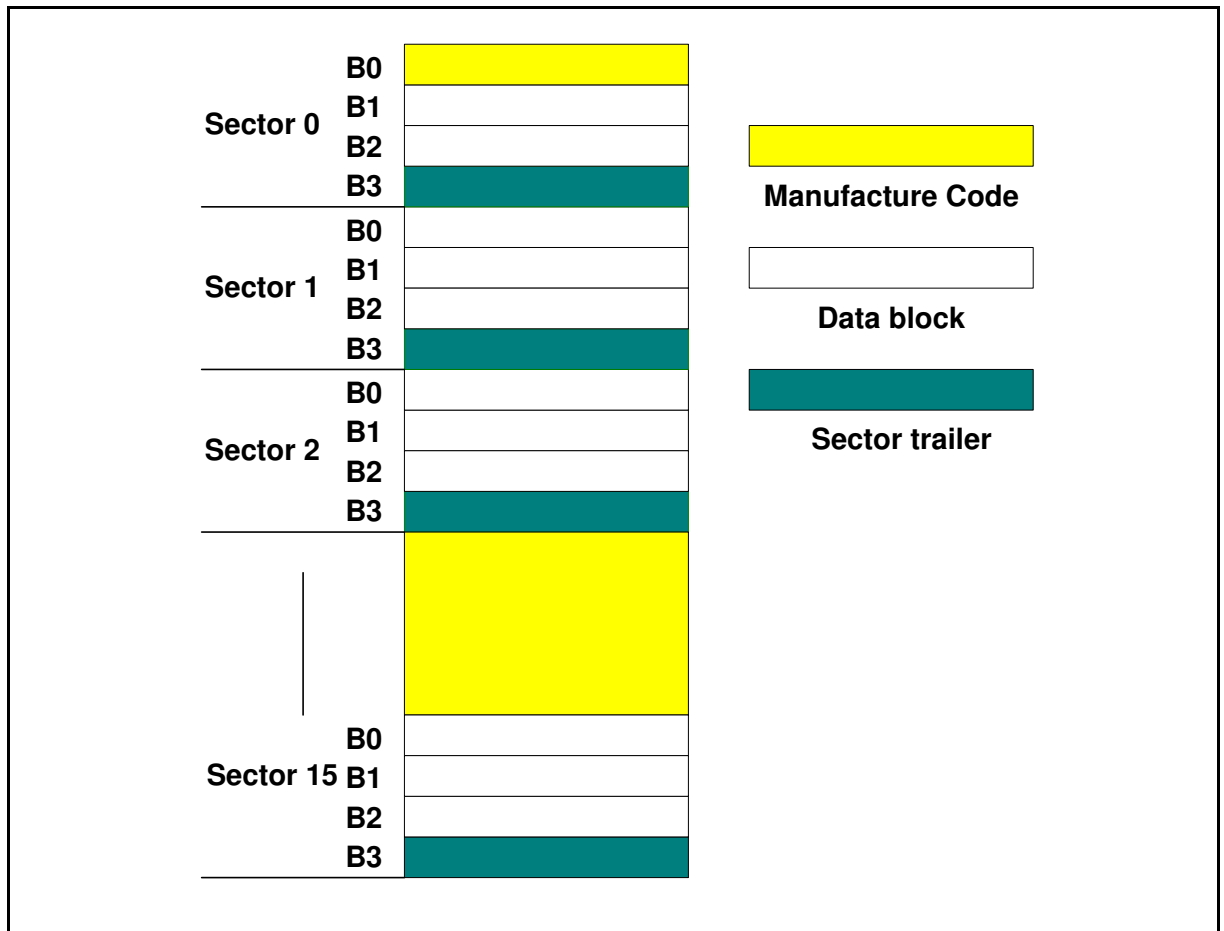 B0
B1
Sector 0
B2
B3
B0
B1
Sector 1
B2
B3
B0
B1
Sector 2
B2
B3
B0
Sector 15 B1
B2
B3
Manufacture Code
Data block
Sector trailer